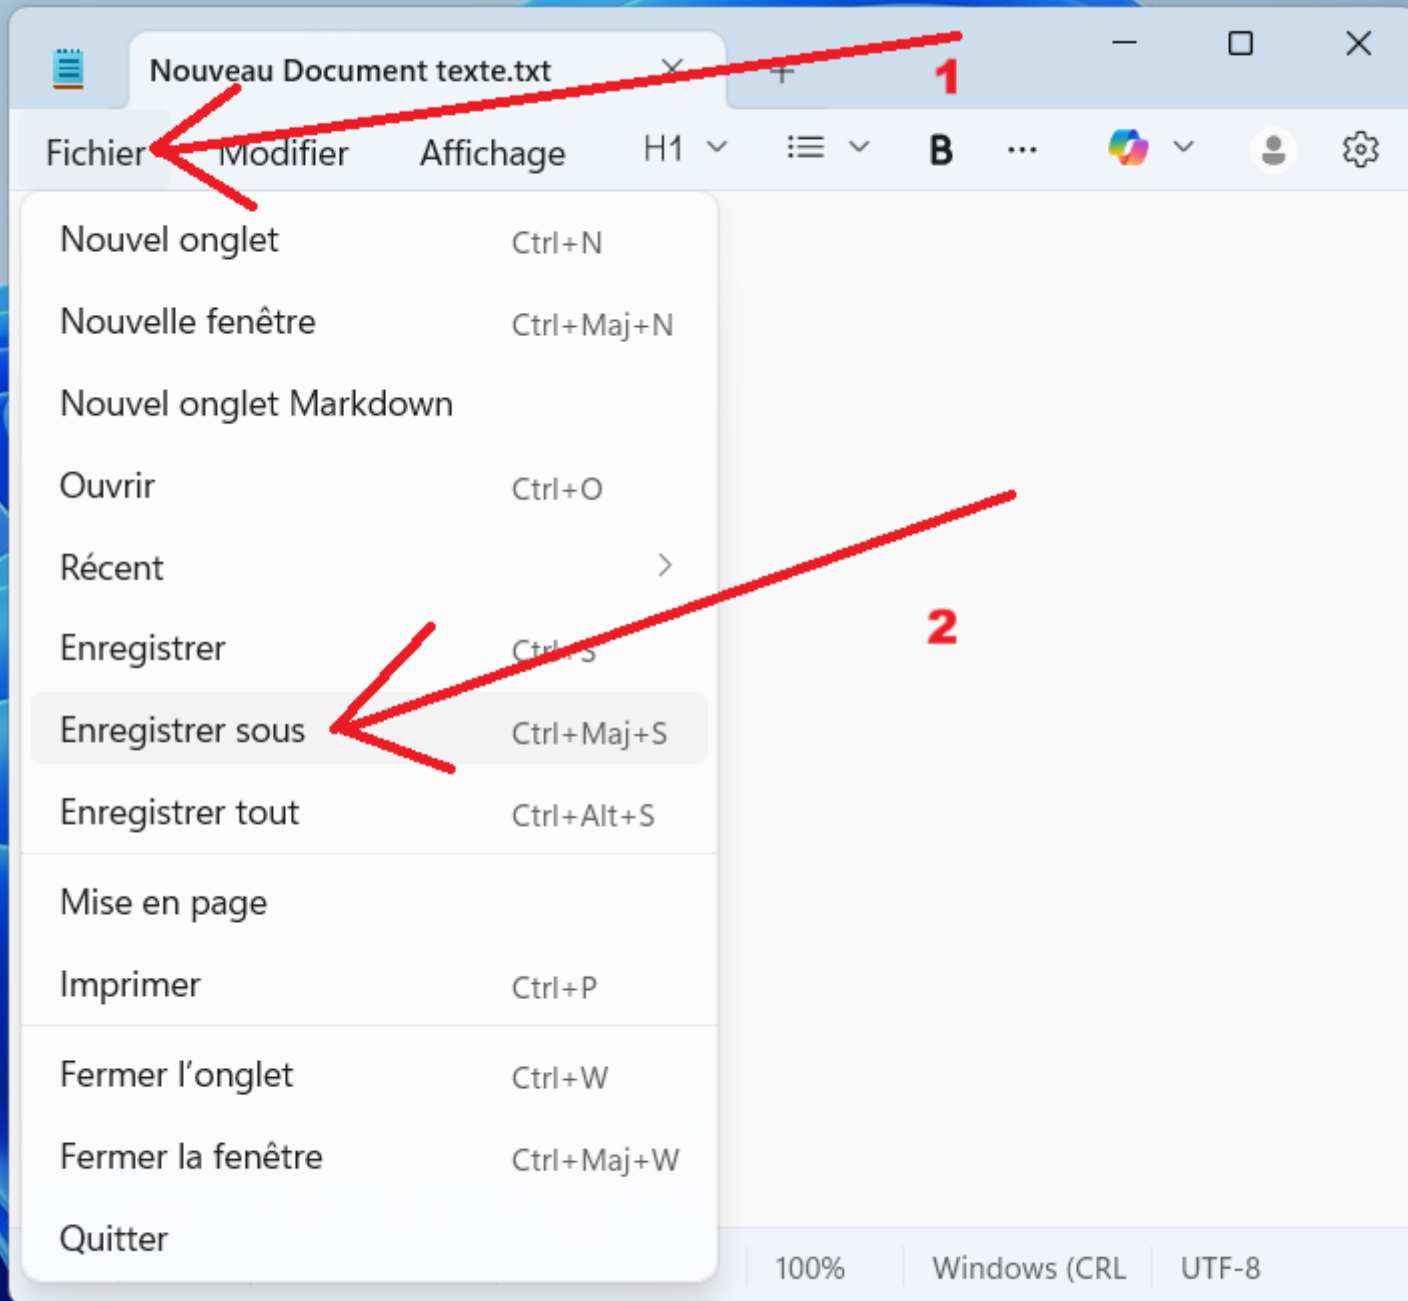 Nouveau Document texte.txt
1
Fichier Modifier Affichage H1 B ...
Nouvel onglet Ctrl+N
Nouvelle fenêtre Ctrl+Maj+N
Nouvel onglet Markdown
Ouvrir Ctrl+O
Récent
2
Enregistrer Ctrl+S
Enregistrer sous Ctrl+Maj+S
Enregistrer tout Ctrl+Alt+S
Mise en page
Imprimer Ctrl+P
Fermer l’onglet Ctrl+W
Fermer la fenêtre Ctrl+Maj+W
Quitter
100% Windows (CRL UTF-8